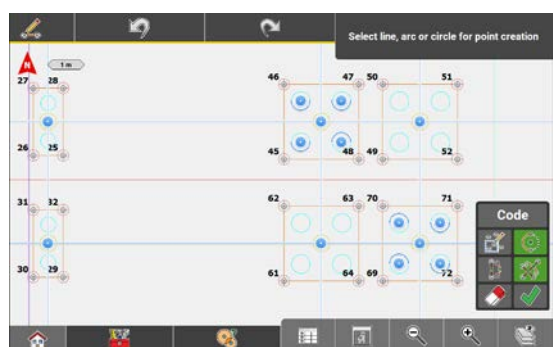 Select line, arc or circle for point creation
N
1 m
27 28
46 47 50 51
26 25
45 48 49 52
31 32
62 63 70 71
30 29
61 64 69 72
Code